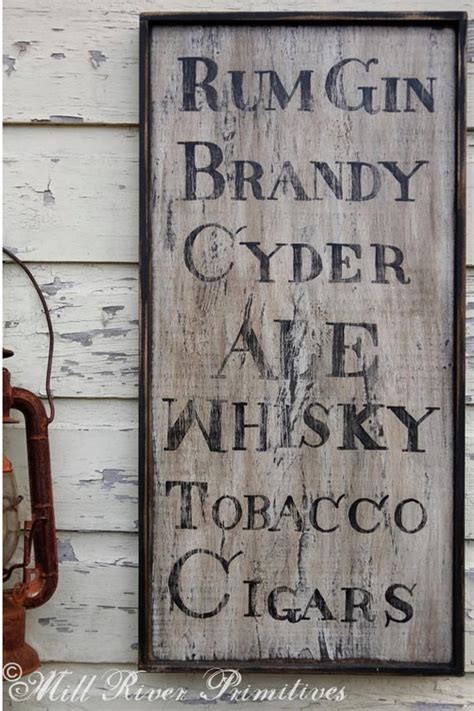 Rum Gin
Brandy
Cyder
Ale
Whisky
Tobacco
Cigars
©Mill River Primitives